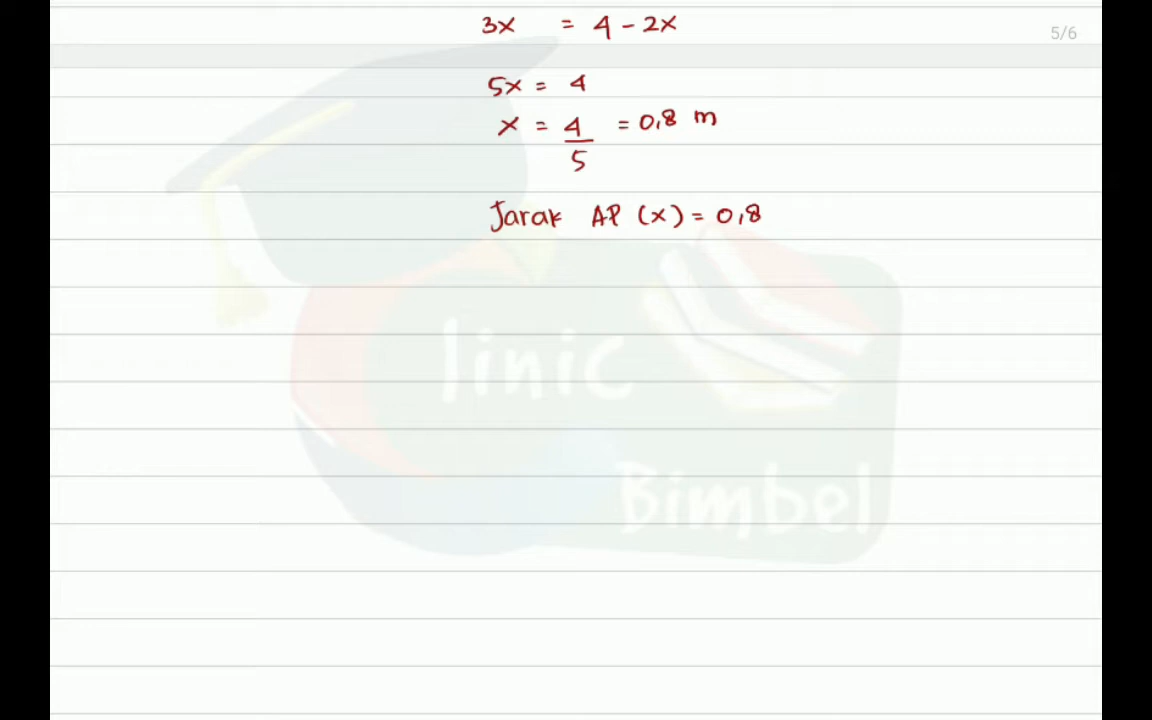 3x = 4 - 2x
5/6
5x = 4
x = 4/5 = 0,8 m
Jarak AP (x) = 0,8
linic
Bimbel